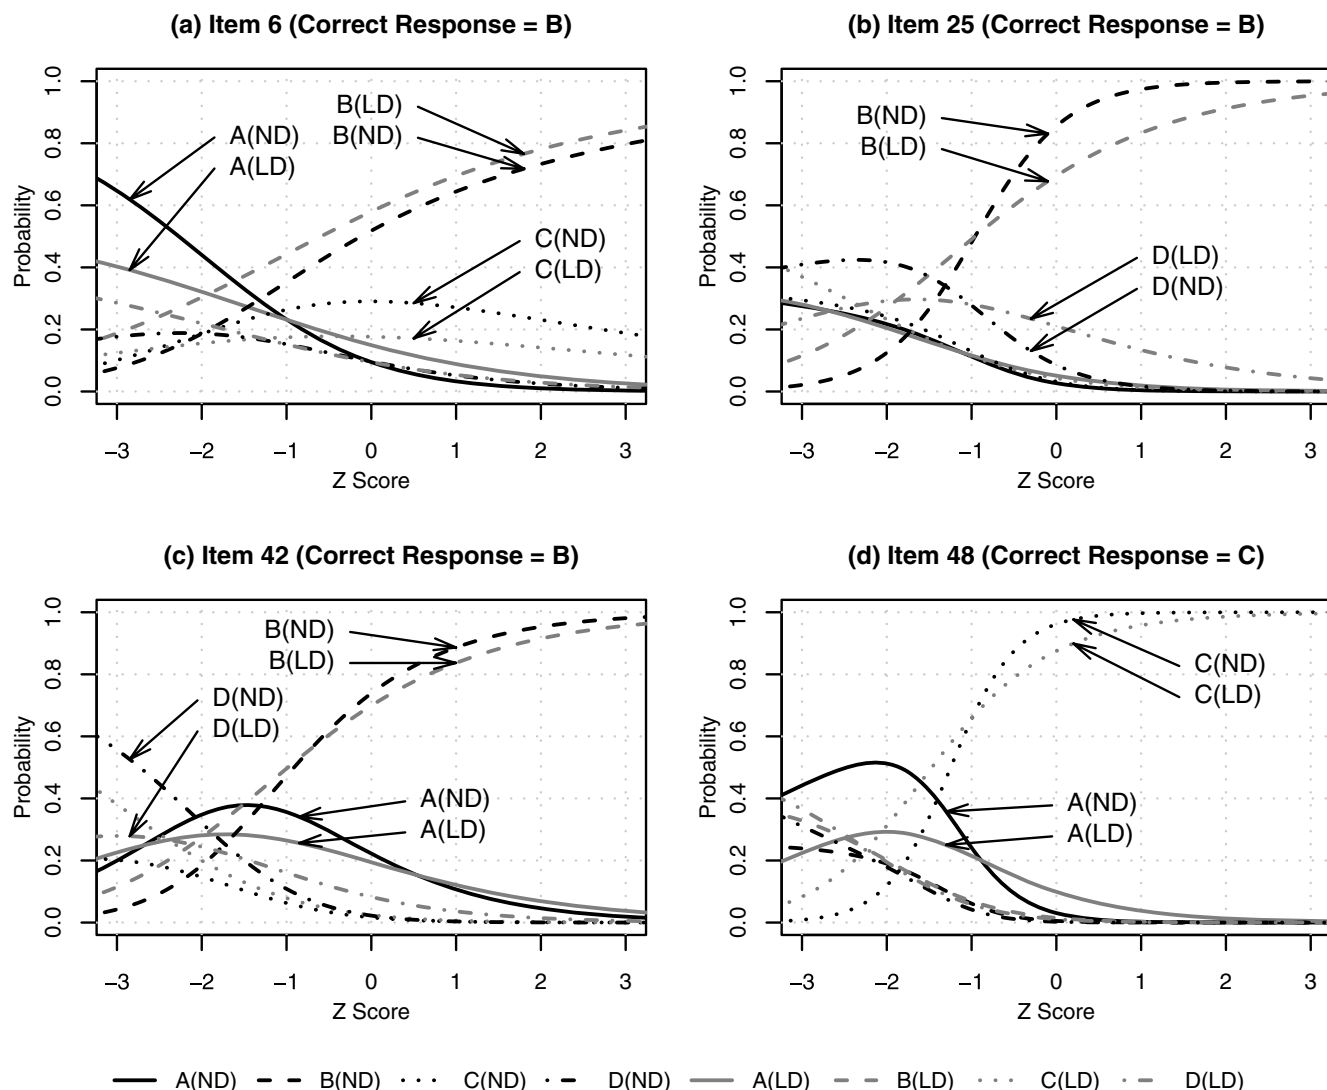 (a) Item 6 (Correct Response = B)
Probability
0.0 0.2 0.4 0.6 0.8 1.0
B(LD)
B(ND)
A(ND)
A(LD)
C(ND)
C(LD)
−3 −2 −1 0 1 2 3
Z Score
(b) Item 25 (Correct Response = B)
Probability
0.0 0.2 0.4 0.6 0.8 1.0
B(ND)
B(LD)
D(LD)
D(ND)
−3 −2 −1 0 1 2 3
Z Score
(c) Item 42 (Correct Response = B)
Probability
0.0 0.2 0.4 0.6 0.8 1.0
B(ND)
B(LD)
D(ND)
D(LD)
A(ND)
A(LD)
−3 −2 −1 0 1 2 3
Z Score
(d) Item 48 (Correct Response = C)
Probability
0.0 0.2 0.4 0.6 0.8 1.0
C(ND)
C(LD)
A(ND)
A(LD)
−3 −2 −1 0 1 2 3
Z Score
A(ND) B(ND) C(ND) D(ND) A(LD) B(LD) C(LD) D(LD)